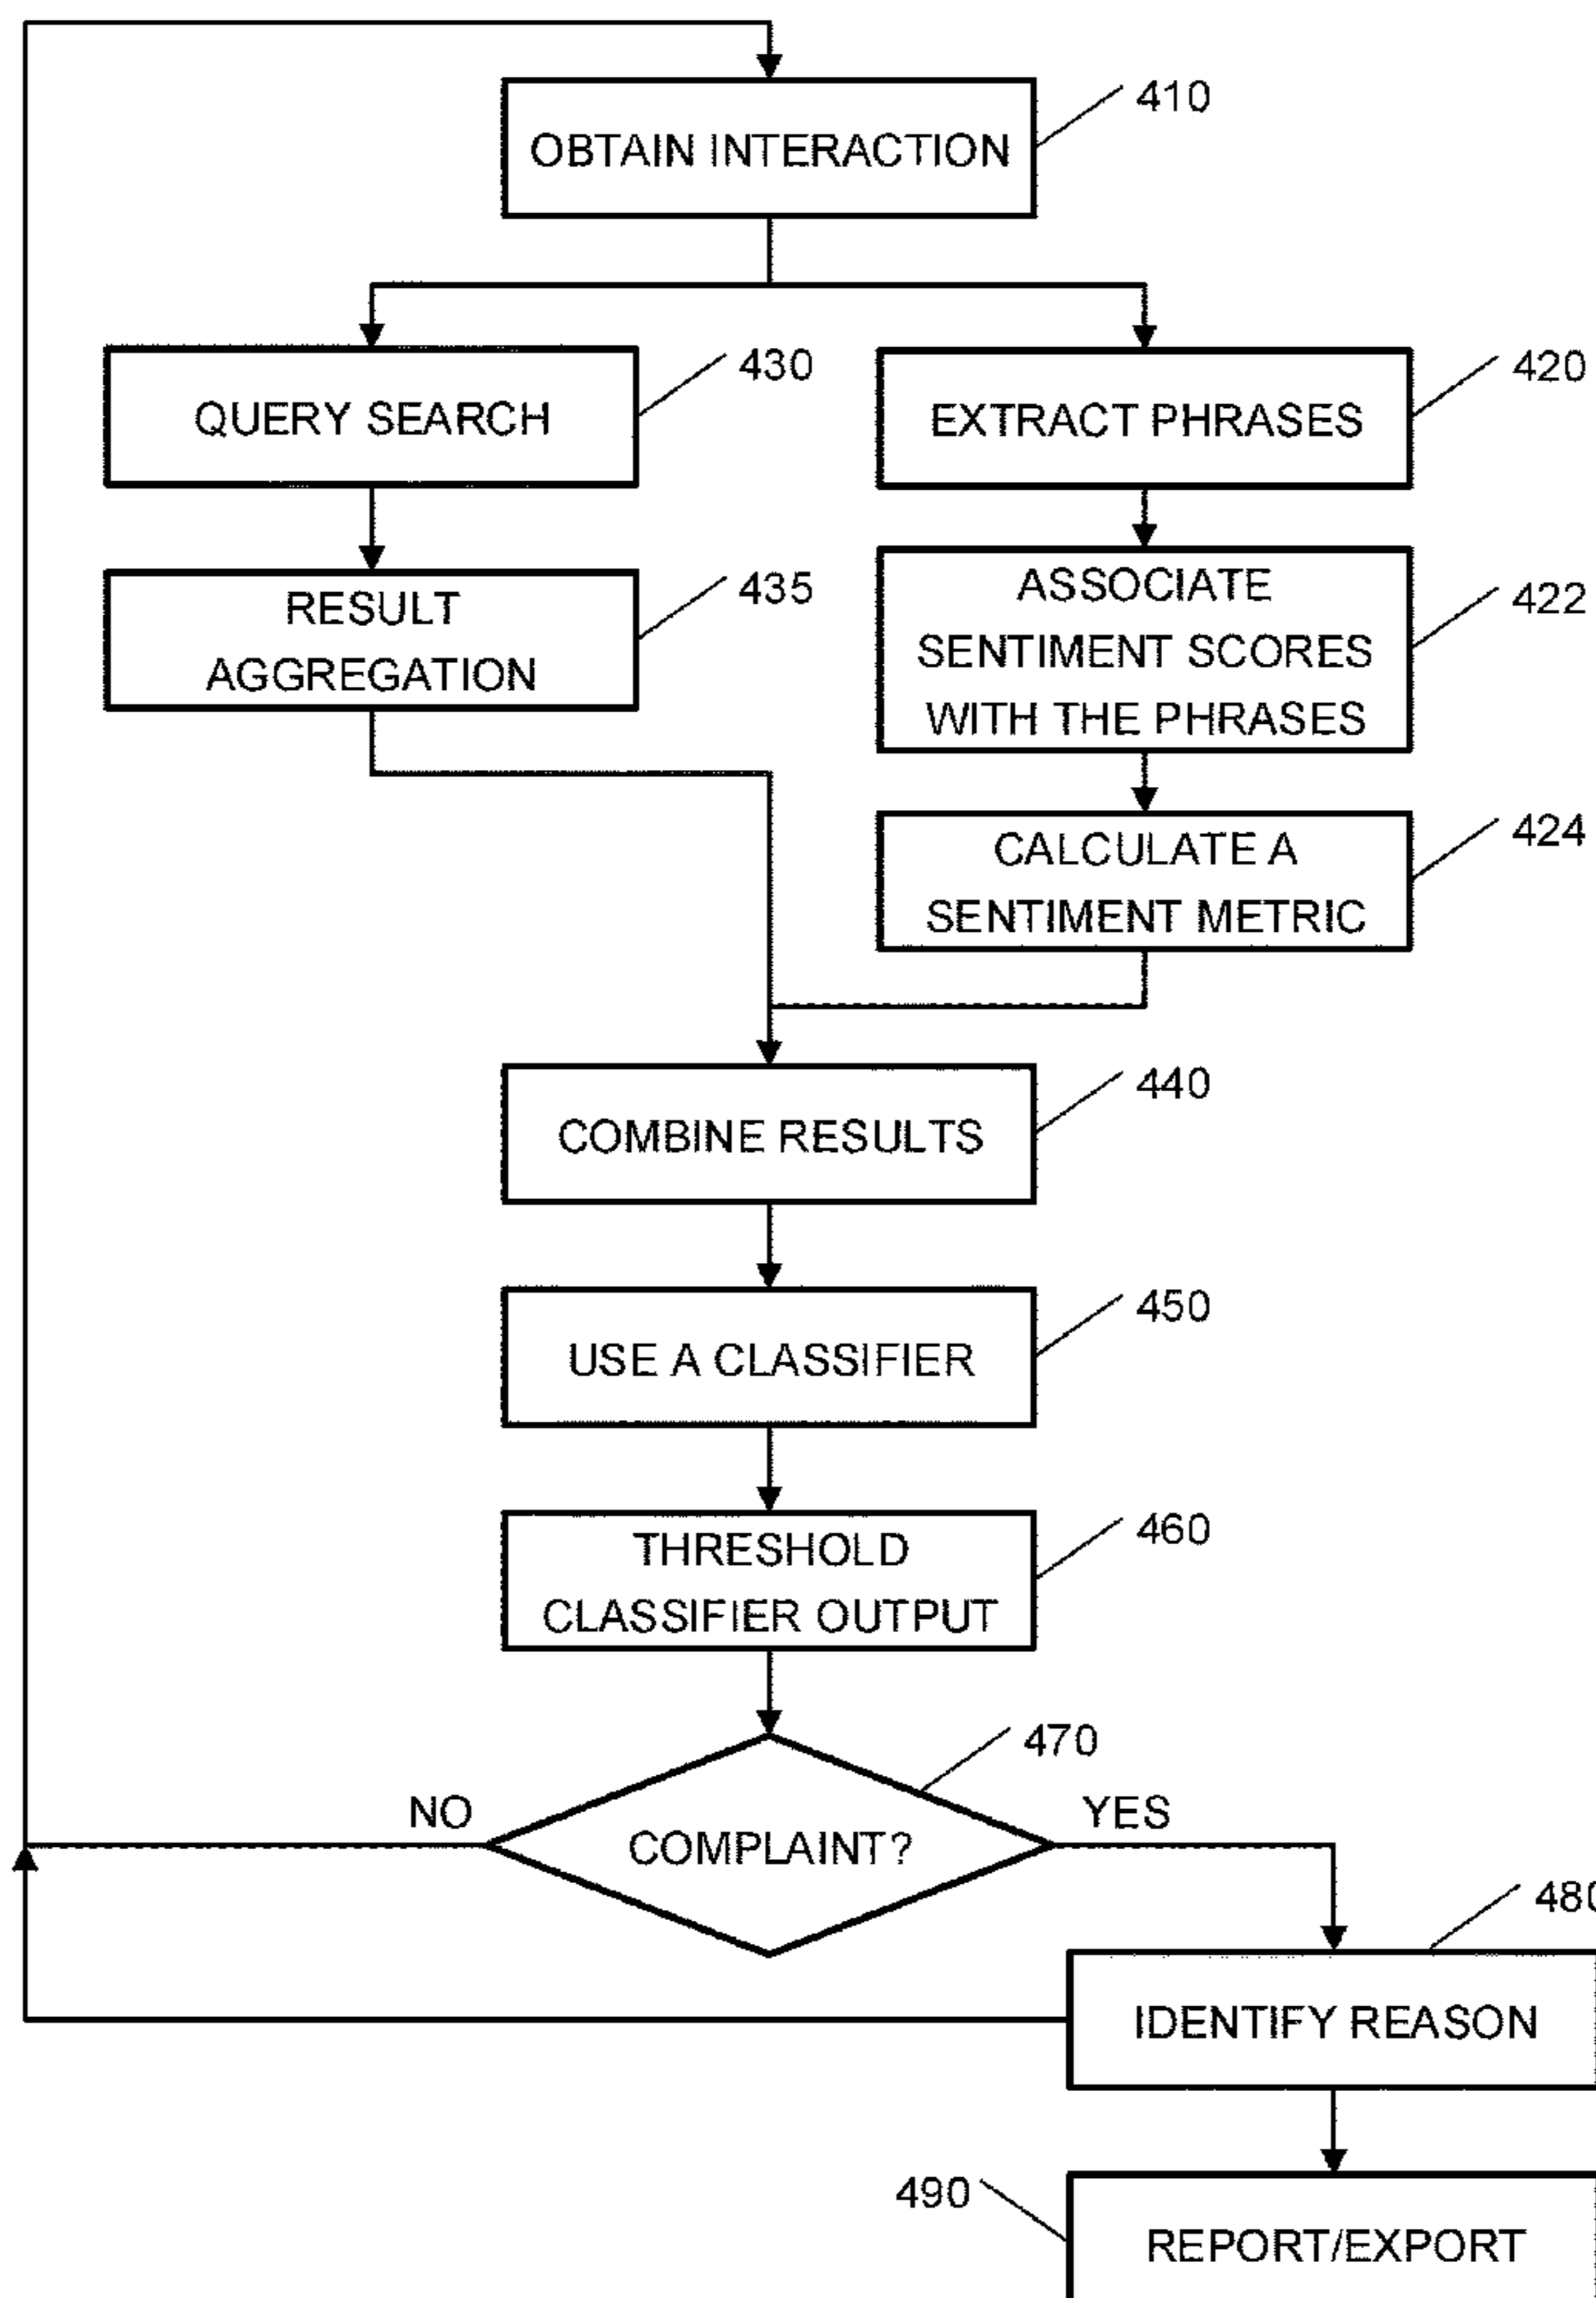 410
OBTAIN INTERACTION
430
QUERY SEARCH
420
EXTRACT PHRASES
435
RESULT
AGGREGATION
422
ASSOCIATE
SENTIMENT SCORES
WITH THE PHRASES
424
CALCULATE A
SENTIMENT METRIC
440
COMBINE RESULTS
450
USE A CLASSIFIER
460
THRESHOLD
CLASSIFIER OUTPUT
470
NO
COMPLAINT?
YES
480
IDENTIFY REASON
490
REPORT/EXPORT